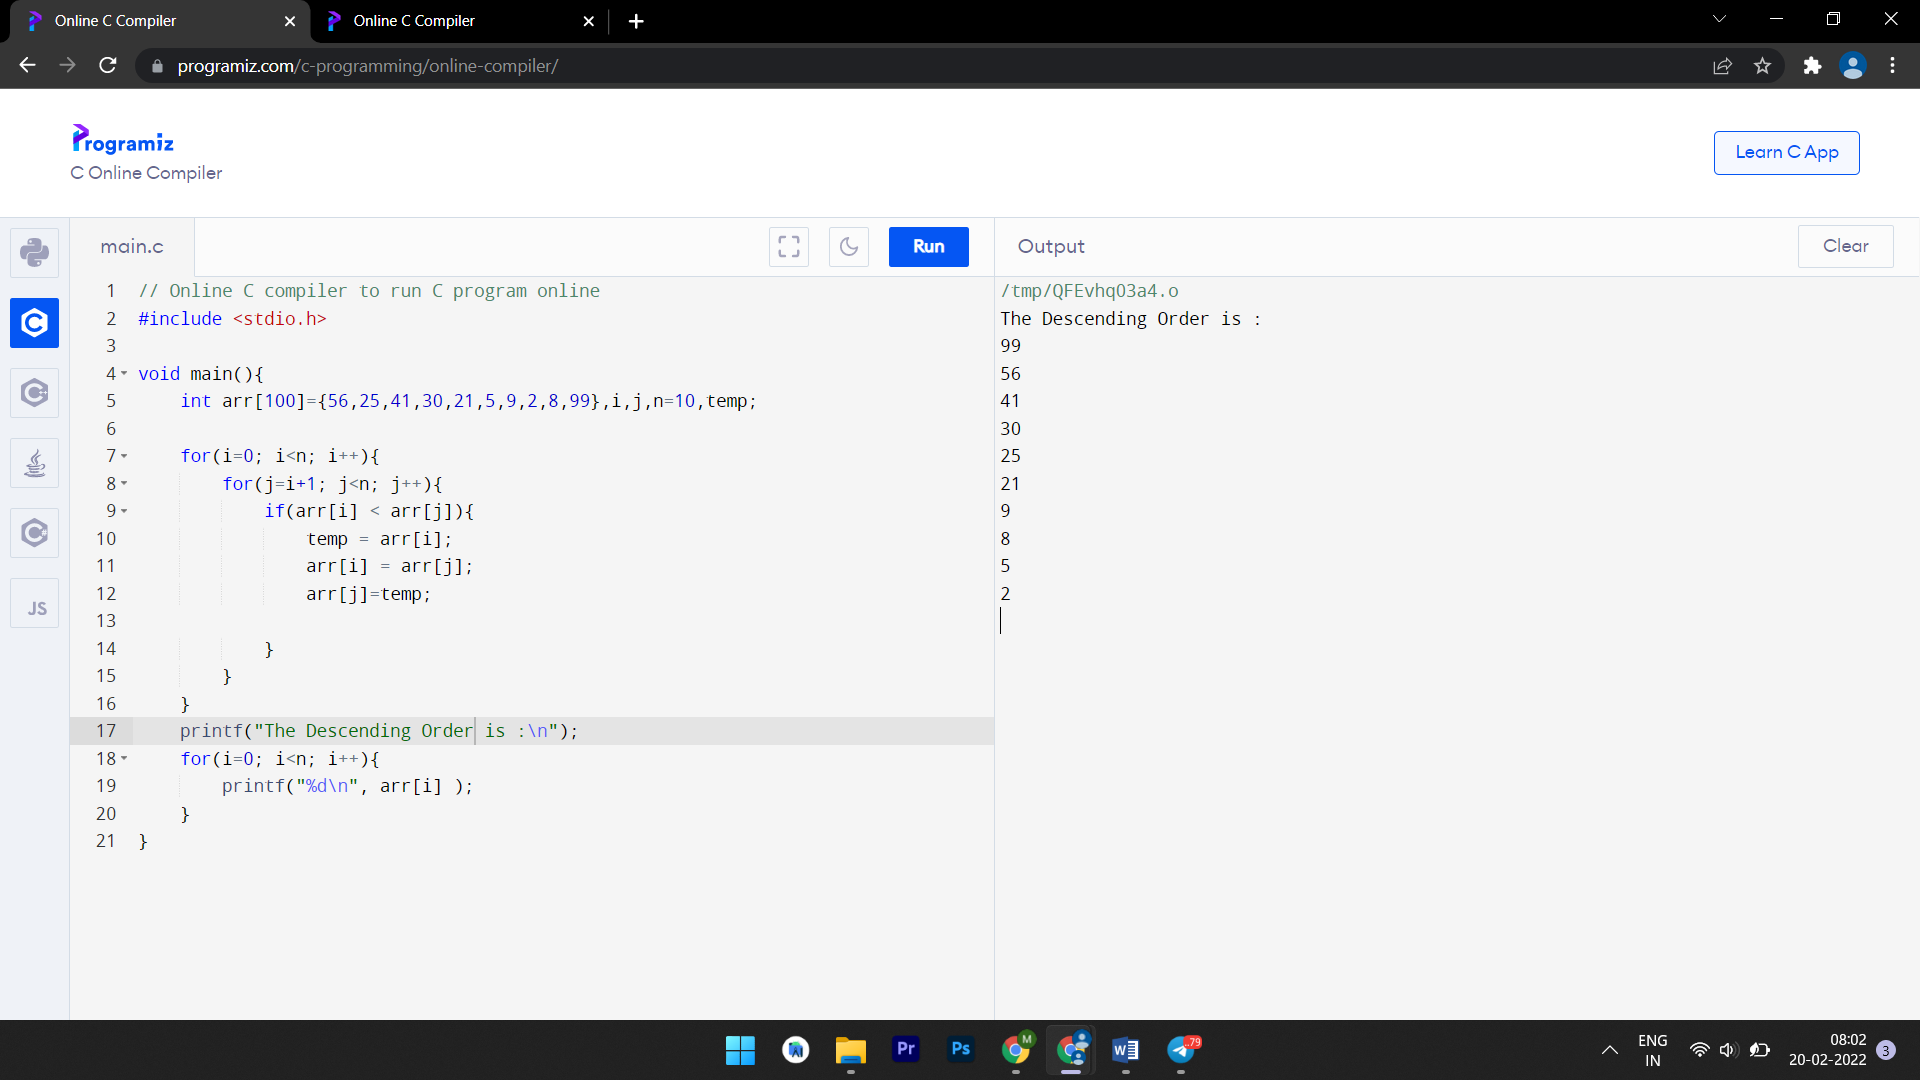 Online C Compiler
Online C Compiler
programiz.com/c-programming/online-compiler/
Programiz
C Online Compiler
Learn C App
main.c
Run
Output
Clear
JS
1 // Online C compiler to run C program online
2 #include <stdio.h>
3
4 void main(){
5     int arr[100]={56,25,41,30,21,5,9,2,8,99},i,j,n=10,temp;
6
7     for(i=0; i<n; i++){
8         for(j=i+1; j<n; j++){
9             if(arr[i] < arr[j]){
10                 temp = arr[i];
11                 arr[i] = arr[j];
12                 arr[j]=temp;
13
14             }
15         }
16     }
17     printf("The Descending Order is :\n");
18     for(i=0; i<n; i++){
19         printf("%d\n", arr[i] );
20     }
21 }
/tmp/QFEvhq03a4.o
The Descending Order is :
99
56
41
30
25
21
9
8
5
2
Pr
Ps
M
W
79
ENG
IN
08:02
20-02-2022
3